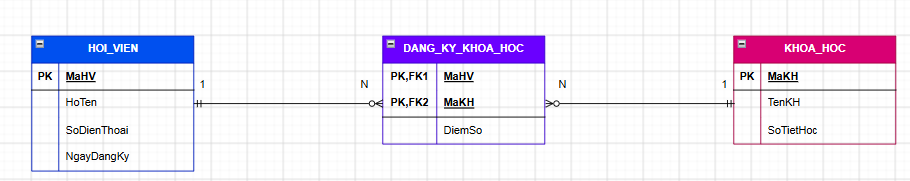 HOI_VIEN
PK MaHV
HoTen
SoDienThoai
NgayDangKy
1
N
DANG_KY_KHOA_HOC
PK,FK1 MaHV
PK,FK2 MaKH
DiemSo
N
1
KHOA_HOC
PK MaKH
TenKH
SoTietHoc